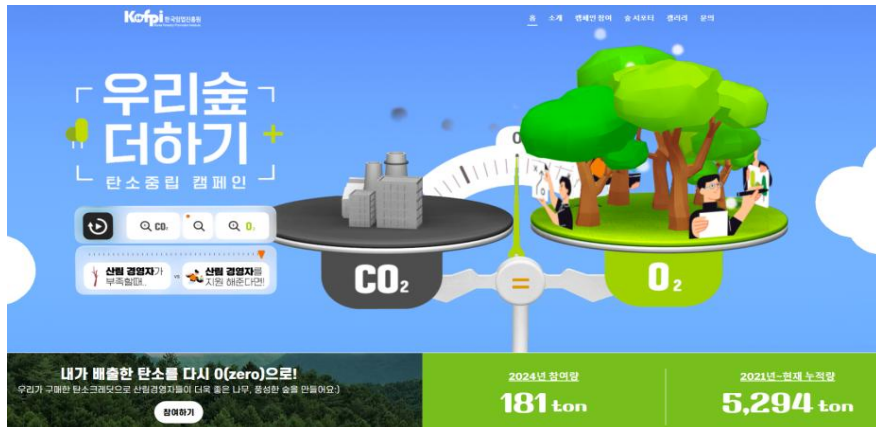 Kofpi 한국임업진흥원
홈 소개 캠페인 참여 숲 서포터 갤러리 문의
우리숲
더하기
탄소중립 캠페인
CO₂
O₂
산림 경영자가
부족할때..
vs
산림 경영자를
지원 해준다면!
0
CO₂
=
O₂
내가 배출한 탄소를 다시 0(zero)으로!
우리가 구매한 탄소크레딧으로 산림경영자들이 더욱 좋은 나무, 풍성한 숲을 만들어요:)
참여하기
2024년 참여량
181 ton
2021년~현재 누적량
5,294 ton